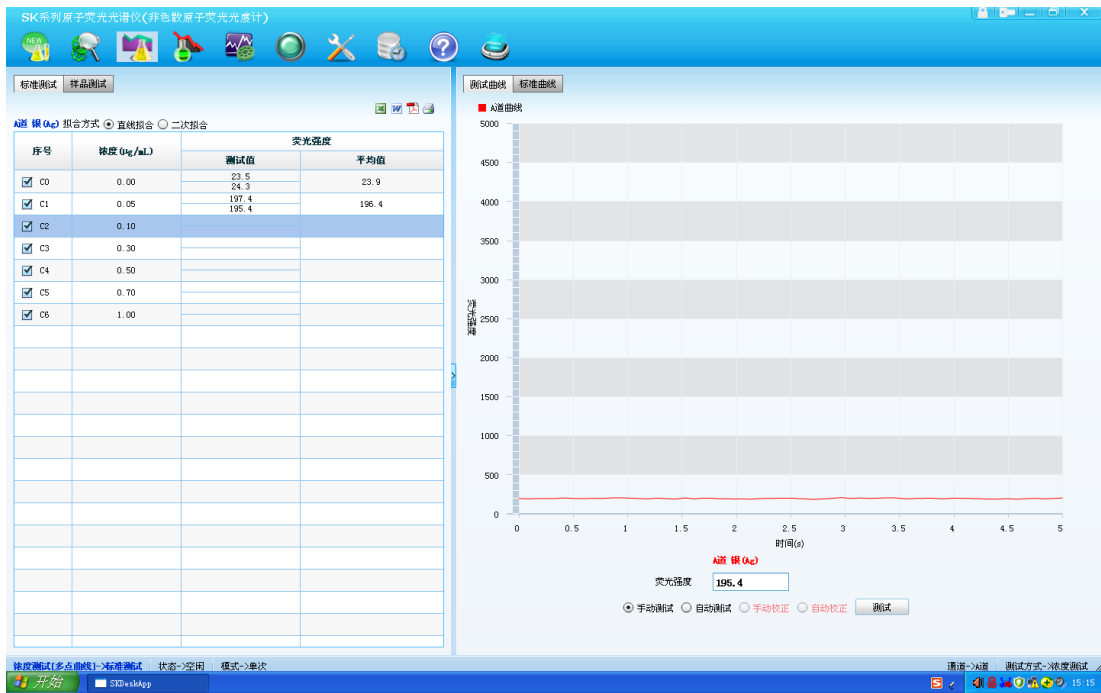 SK系列原子荧光光谱仪(非色散原子荧光光度计)
NEW
标准测试 样品测试
A道 银(Ag) 拟合方式 直线拟合 二次拟合
序号 浓度(μg/mL) 荧光强度
测试值 平均值
C0 0.00 23.5 24.3 23.9
C1 0.05 197.4 195.4 196.4
C2 0.10
C3 0.30
C4 0.50
C5 0.70
C6 1.00
测试曲线 标准曲线
A道曲线
5000
4500
4000
3500
3000
2500
2000
1500
1000
500
0
荧光强度
0 0.5 1 1.5 2 2.5 3 3.5 4 4.5 5
时间(s)
A道 银(Ag)
荧光强度 195.4
手动测试 自动测试 手动校正 自动校正 测试
浓度测试[多点曲线]->标准测试 状态->空闲 模式->单次 通道->A道 测试方式->浓度测试
开始 SKDeskApp 15:15